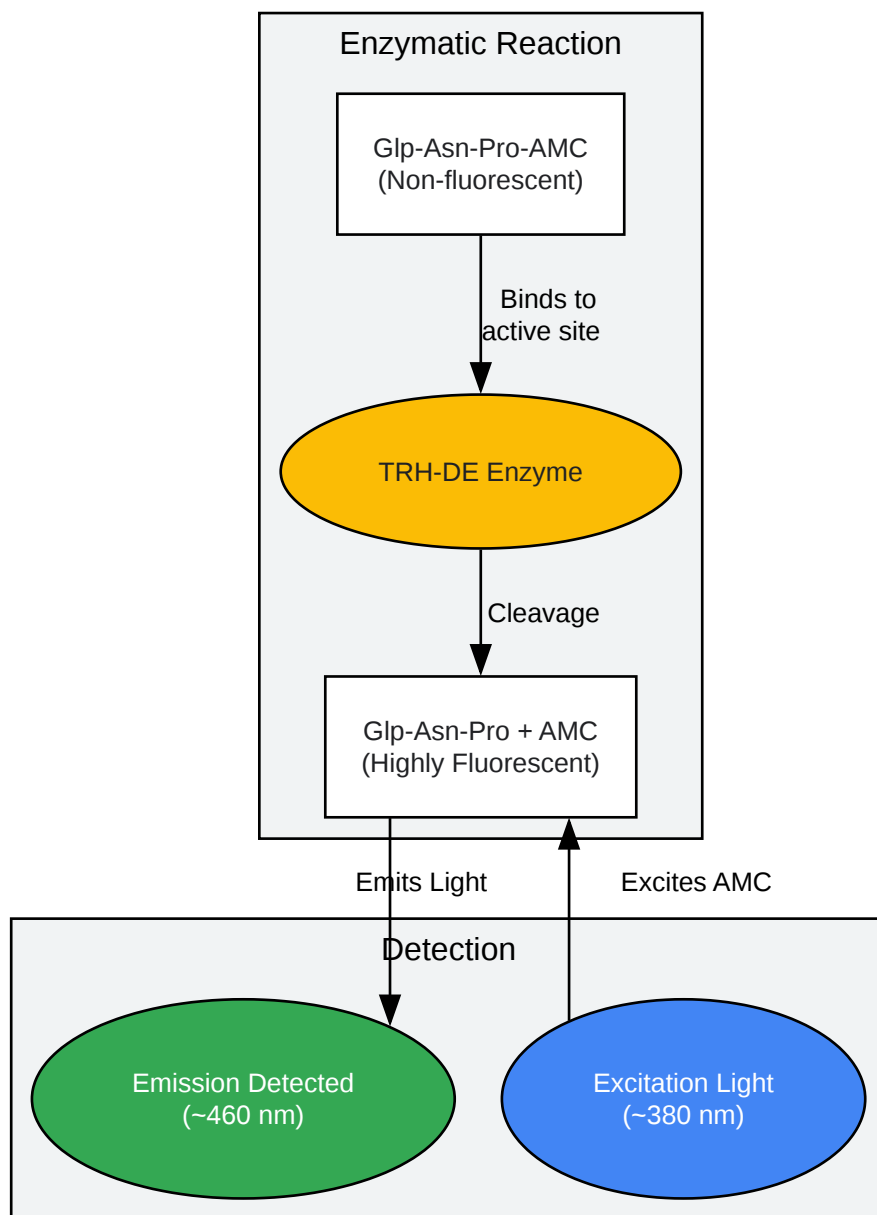 Enzymatic Reaction
Glp-Asn-Pro-AMC
(Non-fluorescent)
Binds to
active site
TRH-DE Enzyme
Cleavage
Glp-Asn-Pro + AMC
(Highly Fluorescent)
Emits Light
Excites AMC
Detection
Emission Detected
(~460 nm)
Excitation Light
(~380 nm)